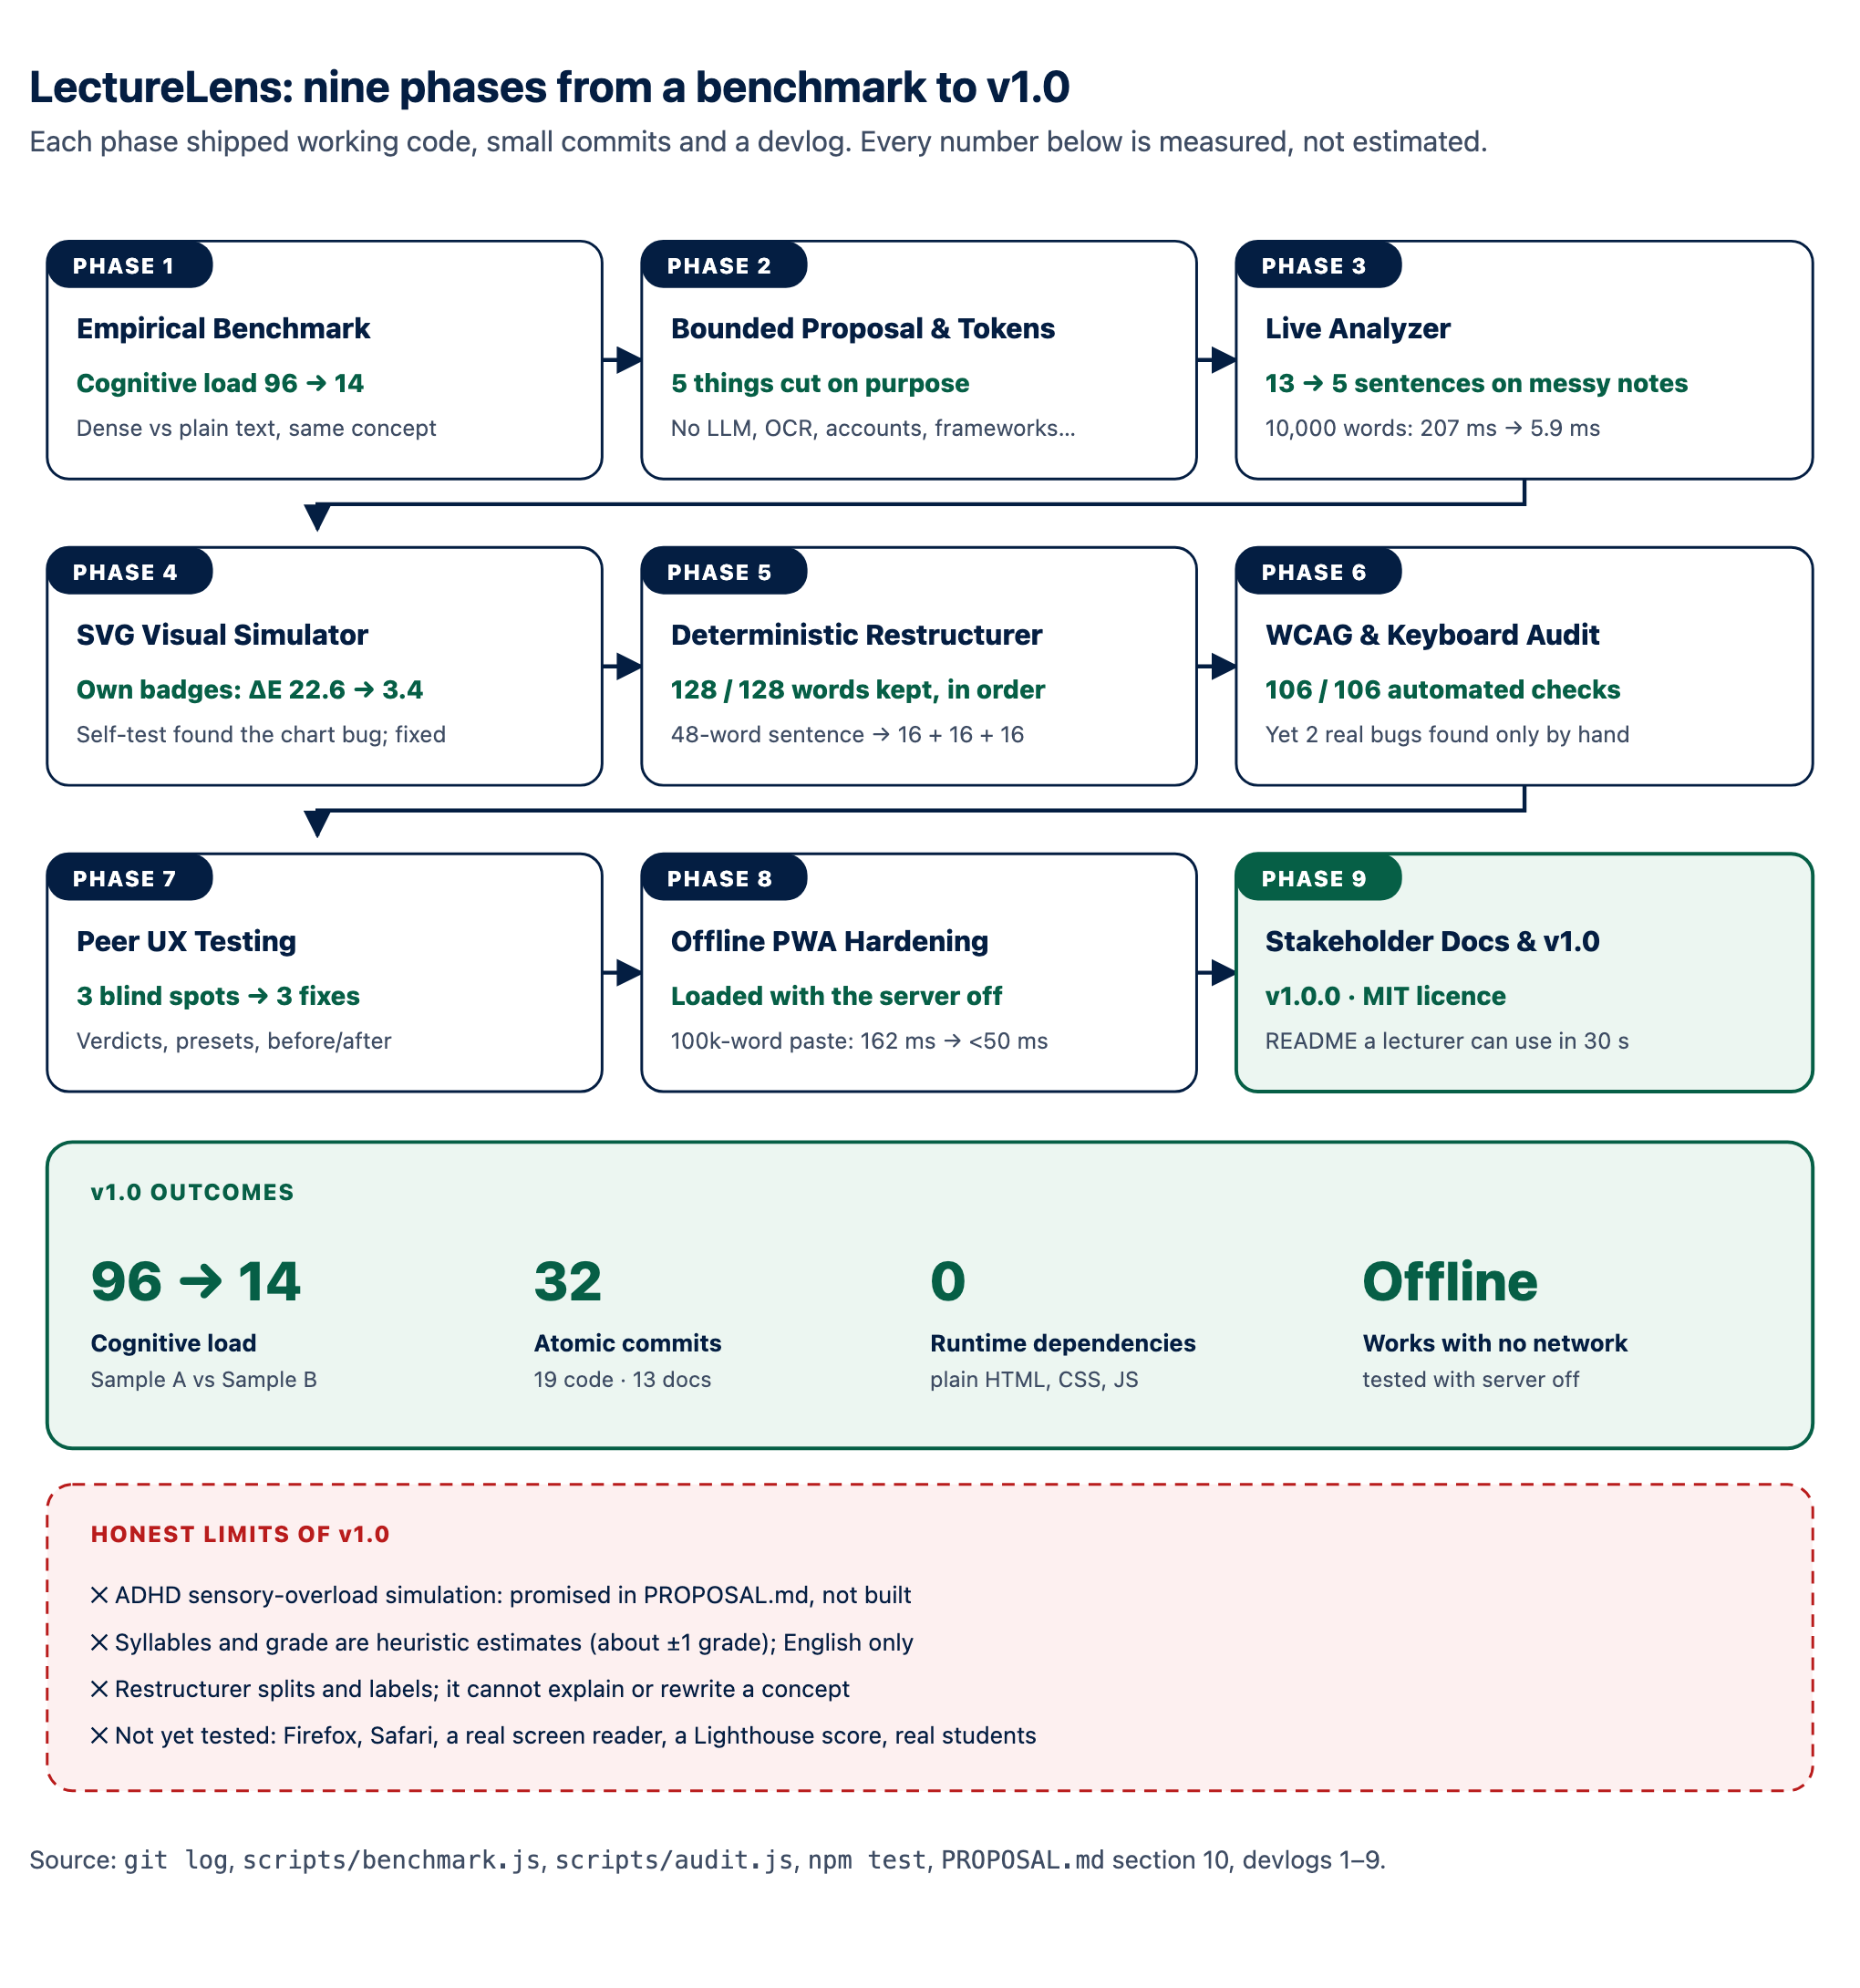 LectureLens: nine phases from a benchmark to v1.0
Each phase shipped working code, small commits and a devlog. Every number below is measured, not estimated.
PHASE 1
Empirical Benchmark
Cognitive load 96 → 14
Dense vs plain text, same concept
PHASE 2
Bounded Proposal & Tokens
5 things cut on purpose
No LLM, OCR, accounts, frameworks…
PHASE 3
Live Analyzer
13 → 5 sentences on messy notes
10,000 words: 207 ms → 5.9 ms
PHASE 4
SVG Visual Simulator
Own badges: ΔE 22.6 → 3.4
Self-test found the chart bug; fixed
PHASE 5
Deterministic Restructurer
128 / 128 words kept, in order
48-word sentence → 16 + 16 + 16
PHASE 6
WCAG & Keyboard Audit
106 / 106 automated checks
Yet 2 real bugs found only by hand
PHASE 7
Peer UX Testing
3 blind spots → 3 fixes
Verdicts, presets, before/after
PHASE 8
Offline PWA Hardening
Loaded with the server off
100k-word paste: 162 ms → <50 ms
PHASE 9
Stakeholder Docs & v1.0
v1.0.0 · MIT licence
README a lecturer can use in 30 s
v1.0 OUTCOMES
96 → 14
Cognitive load
Sample A vs Sample B
32
Atomic commits
19 code · 13 docs
0
Runtime dependencies
plain HTML, CSS, JS
Offline
Works with no network
tested with server off
HONEST LIMITS OF v1.0
✕ ADHD sensory-overload simulation: promised in PROPOSAL.md, not built
✕ Syllables and grade are heuristic estimates (about ±1 grade); English only
✕ Restructurer splits and labels; it cannot explain or rewrite a concept
✕ Not yet tested: Firefox, Safari, a real screen reader, a Lighthouse score, real students
Source: git log, scripts/benchmark.js, scripts/audit.js, npm test, PROPOSAL.md section 10, devlogs 1–9.